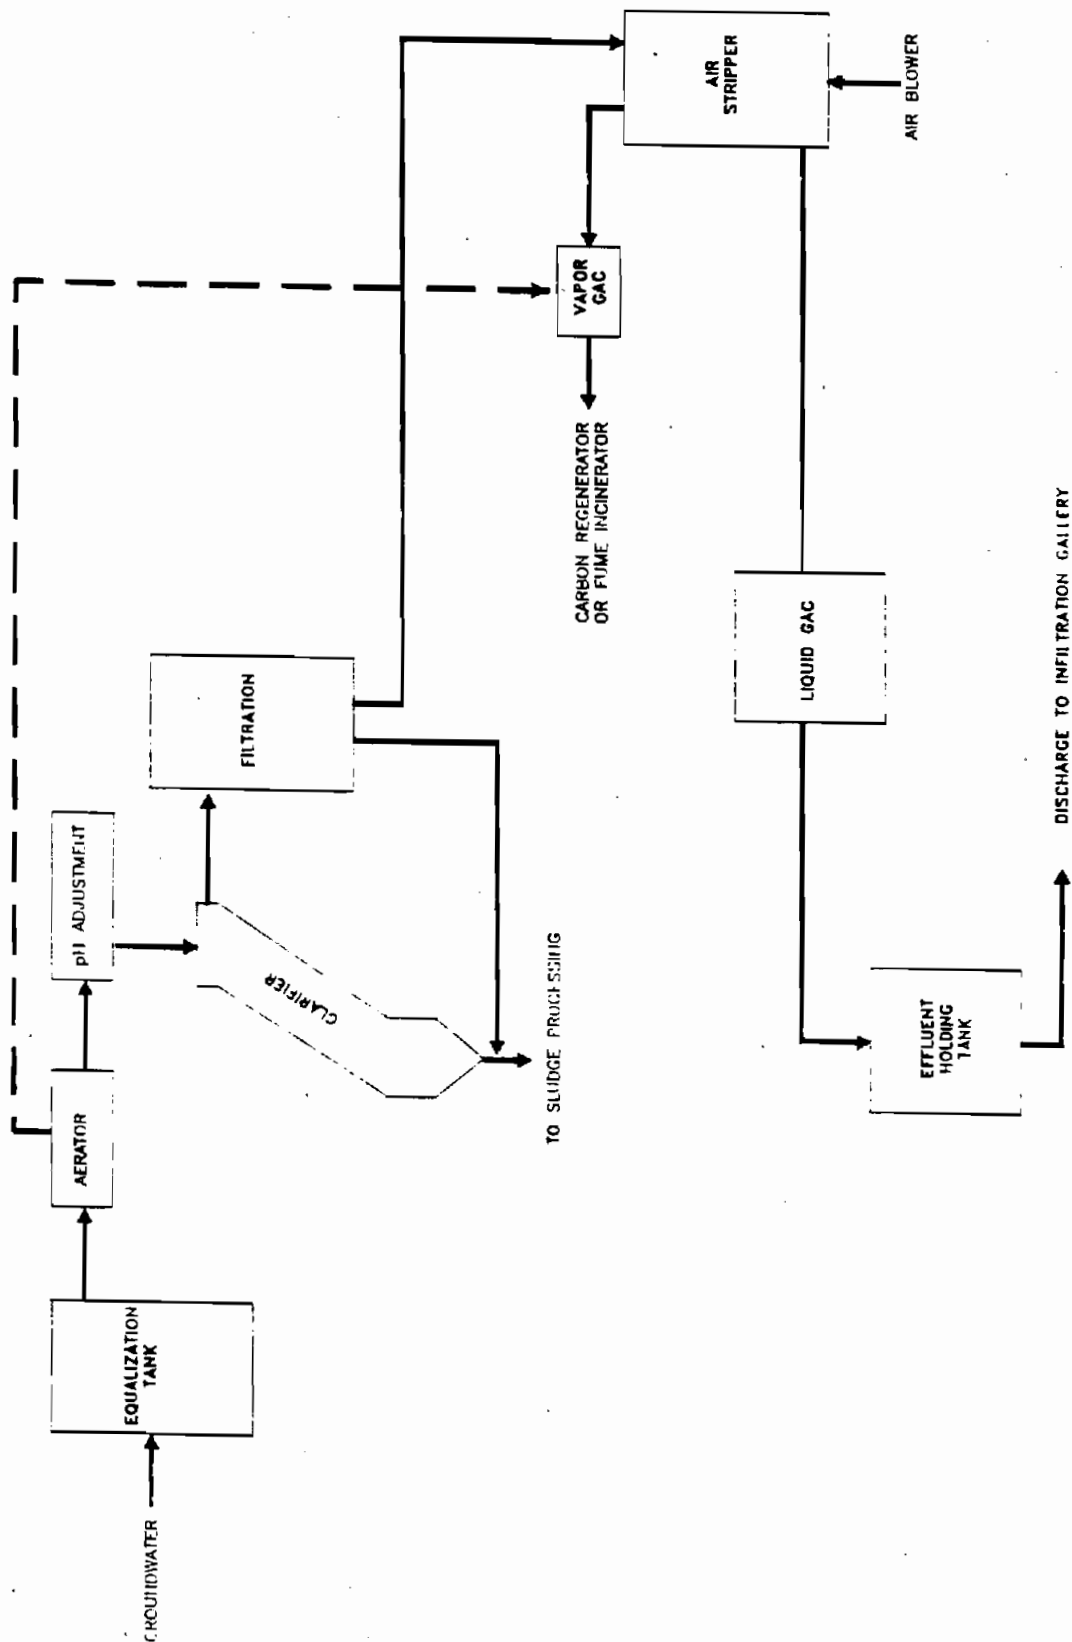 GROUNDWATER
EQUALIZATION
TANK
AERATOR
pH ADJUSTMENT
CLARIFIER
TO SLUDGE PROCESSING
FILTRATION
AIR
STRIPPER
AIR BLOWER
VAPOR
GAC
CARBON REGENERATOR
OR FUME INCINERATOR
LIQUID GAC
EFFLUENT
HOLDING
TANK
DISCHARGE TO INFILTRATION GALLERY